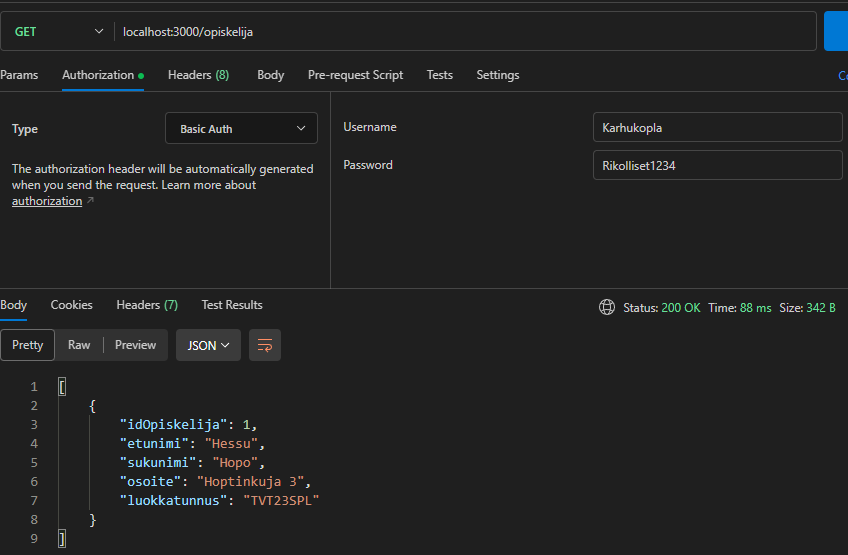 GET localhost:3000/opiskelija
Params Authorization Headers (8) Body Pre-request Script Tests Settings
Type Basic Auth
The authorization header will be automatically generated
when you send the request. Learn more about
authorization
Username Karhukopla
Password Rikolliset1234
Body Cookies Headers (7) Test Results Status: 200 OK Time: 88 ms Size: 342 B
Pretty Raw Preview JSON
1 [
2 {
3 "idOpiskelija": 1,
4 "etunimi": "Hessu",
5 "sukunimi": "Hopo",
6 "osoite": "Hoptinkuja 3",
7 "luokkatunnus": "TVT23SPL"
8 }
9 ]